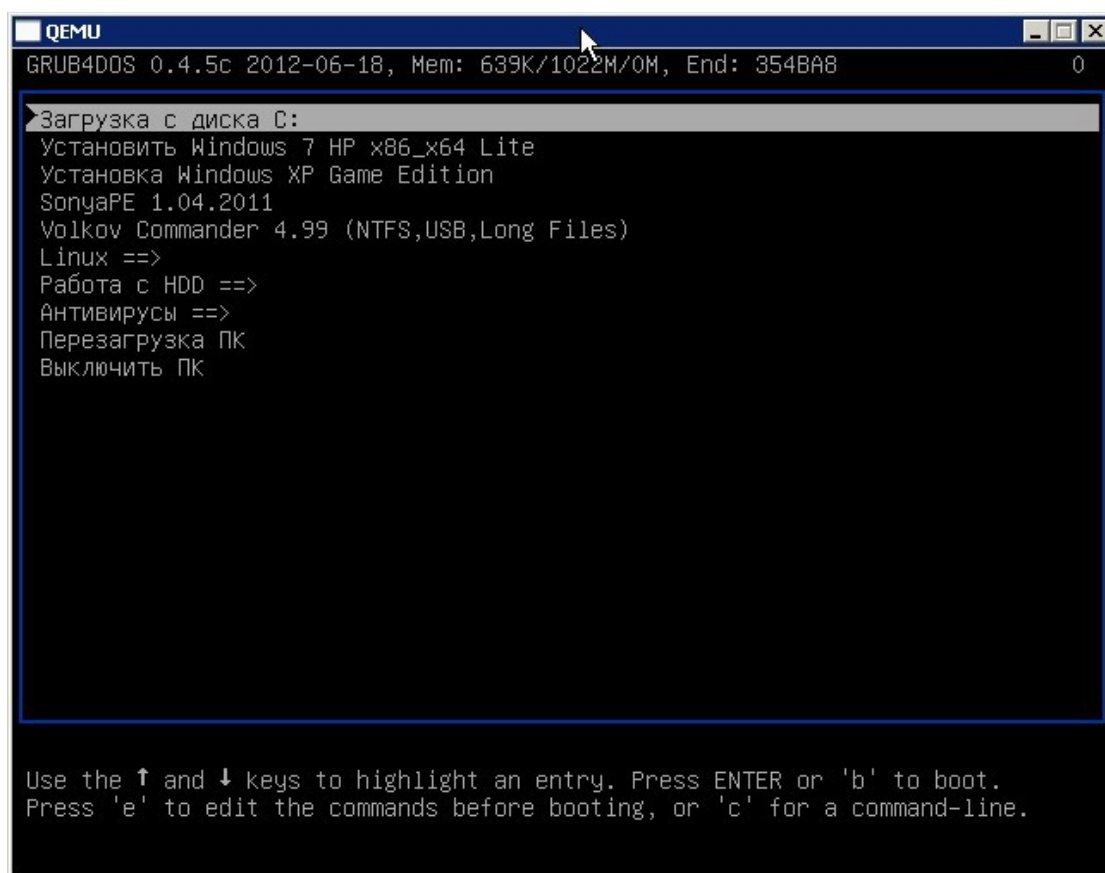 QEMU
GRUB4DOS 0.4.5c 2012-06-18, Mem: 639K/1022M/0M, End: 354BA8 0
Загрузка с диска C:
Установить Windows 7 HP x86_x64 Lite
Установка Windows XP Game Edition
SonyaPE 1.04.2011
Volkov Commander 4.99 (NTFS,USB,Long Files)
Linux ==>
Работа с HDD ==>
Антивирусы ==>
Перезагрузка ПК
Выключить ПК
Use the ↑ and ↓ keys to highlight an entry. Press ENTER or 'b' to boot.
Press 'e' to edit the commands before booting, or 'c' for a command-line.